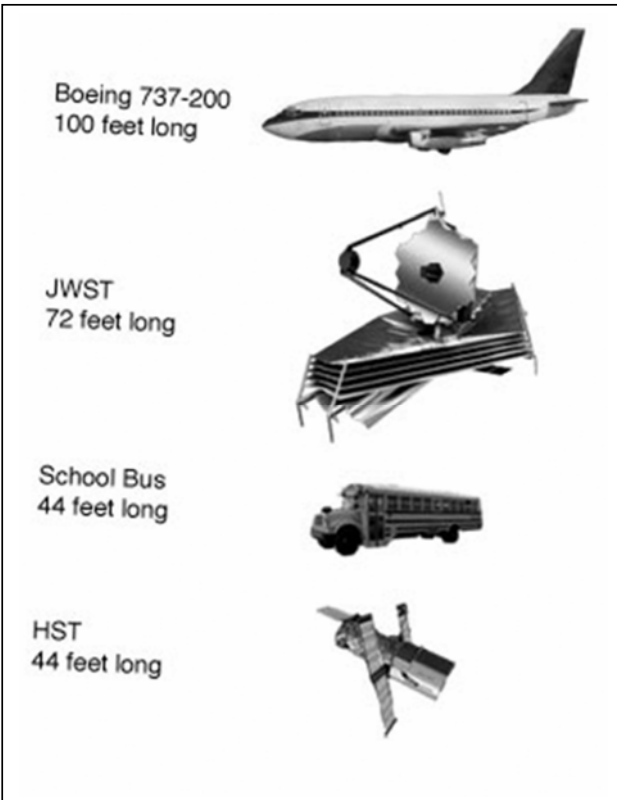 Boeing 737-200
100 feet long
JWST
72 feet long
School Bus
44 feet long
HST
44 feet long